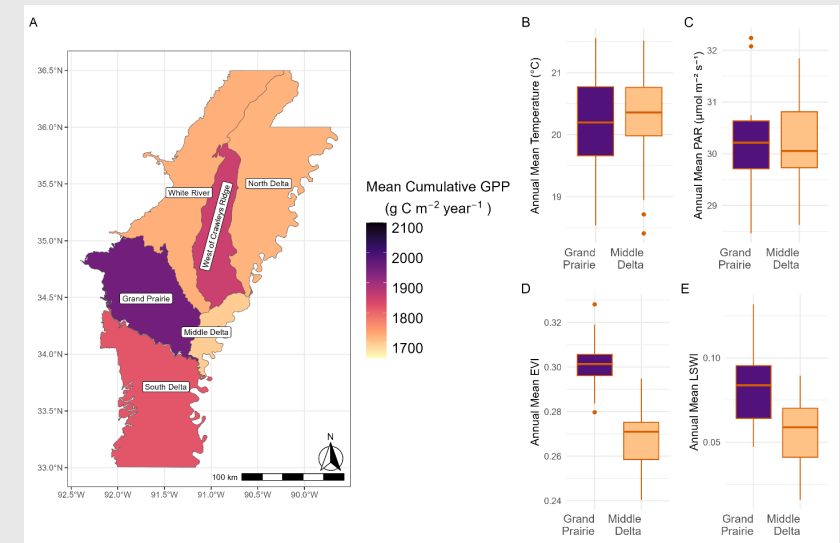 A
36.5°N
36.0°N
35.5°N
35.0°N
34.5°N
34.0°N
33.5°N
33.0°N
92.5°W 92.0°W 91.5°W 91.0°W 90.5°W 90.0°W
White River
North Delta
West of Crawleys Ridge
Grand Prairie
Middle Delta
South Delta
N
100 km
Mean Cumulative GPP
(g C m⁻² year⁻¹ )
2100
2000
1900
1800
1700
B
Annual Mean Temperature (°C)
21
20
19
Grand Middle
Prairie Delta
C
Annual Mean PAR (μmol m⁻² s⁻¹)
32
31
30
29
Grand Middle
Prairie Delta
D
Annual Mean EVI
0.32
0.30
0.28
0.26
0.24
Grand Middle
Prairie Delta
E
Annual Mean LSWI
0.10
0.05
Grand Middle
Prairie Delta